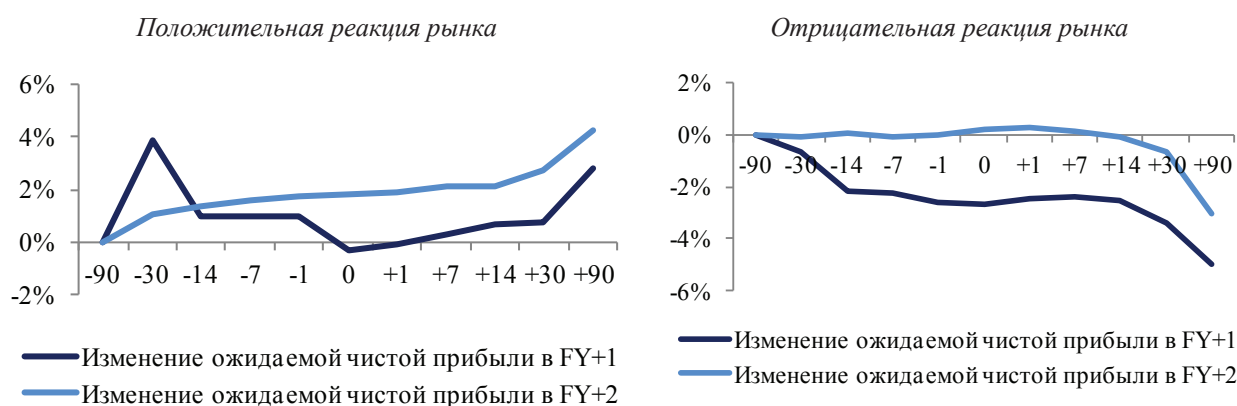 Положительная реакция рынка
6%
4%
2%
0%
-2%
-90 -30 -14 -7 -1 0 +1 +7 +14 +30 +90
Изменение ожидаемой чистой прибыли в FY+1
Изменение ожидаемой чистой прибыли в FY+2
Отрицательная реакция рынка
2%
0%
-2%
-4%
-6%
-90 -30 -14 -7 -1 0 +1 +7 +14 +30 +90
Изменение ожидаемой чистой прибыли в FY+1
Изменение ожидаемой чистой прибыли в FY+2